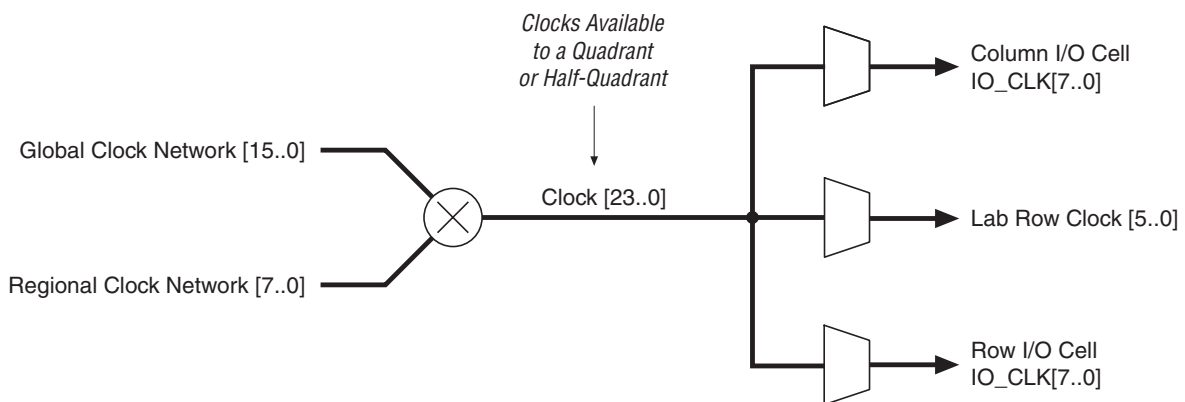 Clocks Available
to a Quadrant
or Half-Quadrant
Column I/O Cell
IO_CLK[7..0]
Global Clock Network [15..0]
Clock [23..0]
Lab Row Clock [5..0]
Regional Clock Network [7..0]
Row I/O Cell
IO_CLK[7..0]